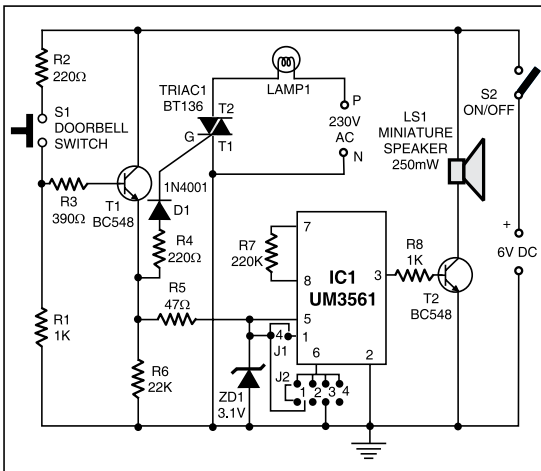 R2
220Ω
S1
DOORBELL
SWITCH
R3
390Ω
T1
BC548
R1
1K
TRIAC1
BT136
T2
G
T1
LAMP1
P
230V
AC
N
1N4001
D1
R4
220Ω
R5
47Ω
R6
22K
ZD1
3.1V
R7
220K
7
8
IC1
UM3561
3
5
4
1
J1
6
2
J2
1
2
3
4
R8
1K
T2
BC548
LS1
MINIATURE
SPEAKER
250mW
S2
ON/OFF
+
6V DC